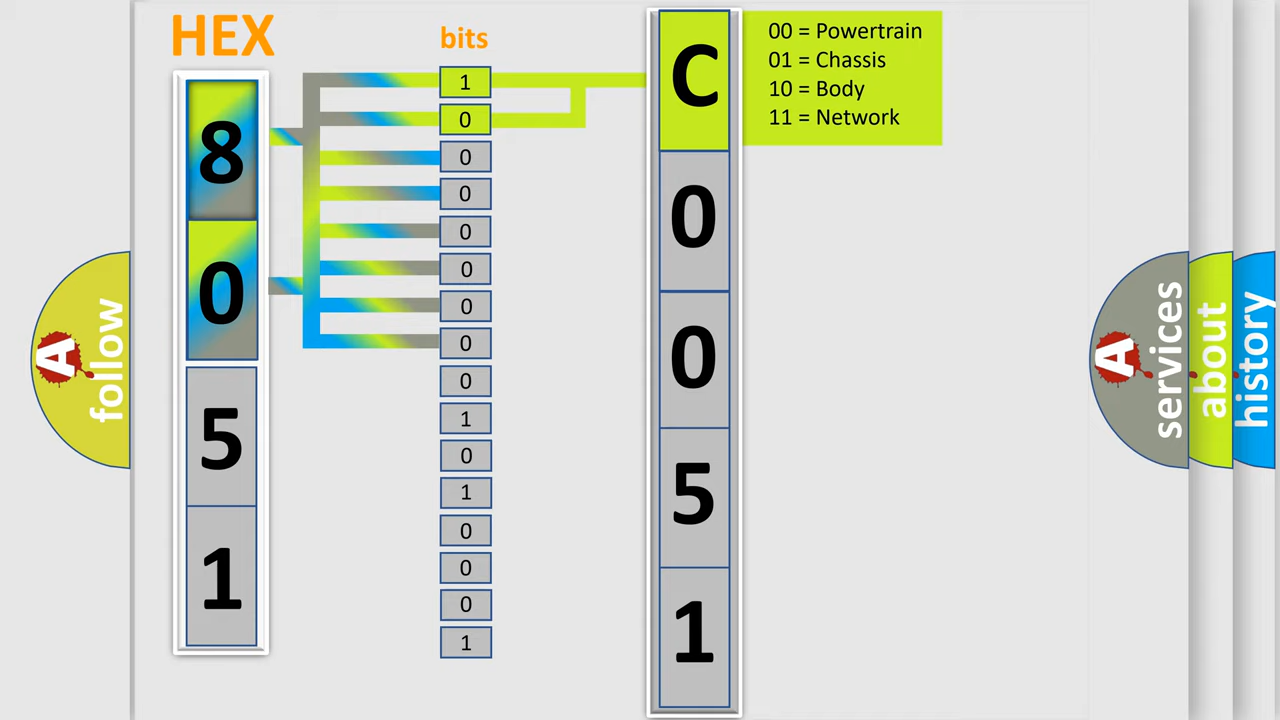 HEX
8
0
5
1
bits
1
0
0
0
0
0
0
0
0
1
0
1
0
0
0
1
C
0
0
5
1
00 = Powertrain
01 = Chassis
10 = Body
11 = Network
A
follow
A
services
about
history